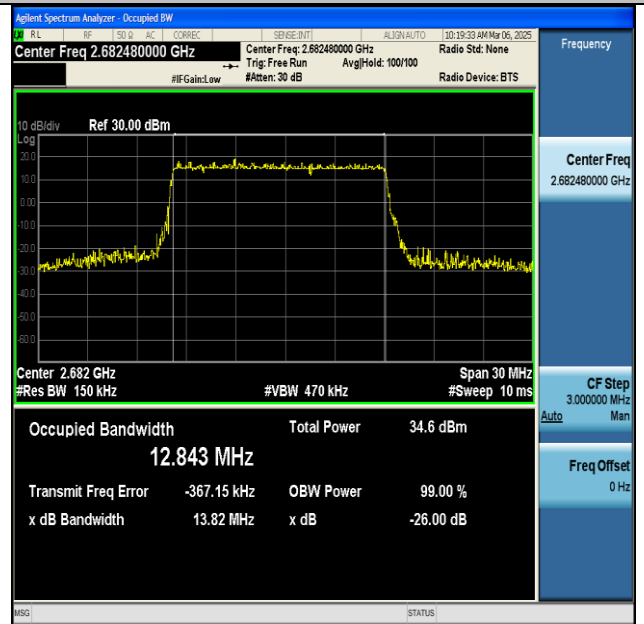 Agilent Spectrum Analyzer - Occupied BW
LXI RL RF 50 Ω AC CORREC SENSE:INT ALIGN AUTO 10:19:33 AM Mar 06, 2025
Center Freq 2.682480000 GHz Center Freq: 2.682480000 GHz Radio Std: None
Trig: Free Run Avg|Hold: 100/100
#IFGain:Low #Atten: 30 dB Radio Device: BTS
Frequency
10 dB/div Ref 30.00 dBm
Log
20.0
10.0
0.00
-10.0
-20.0
-30.0
-40.0
-50.0
-60.0
Center 2.682 GHz Span 30 MHz
#Res BW 150 kHz #VBW 470 kHz #Sweep 10 ms
Occupied Bandwidth Total Power 34.6 dBm
12.843 MHz
Transmit Freq Error -367.15 kHz OBW Power 99.00 %
x dB Bandwidth 13.82 MHz x dB -26.00 dB
Center Freq
2.682480000 GHz
CF Step
3.000000 MHz
Auto Man
Freq Offset
0 Hz
MSG STATUS